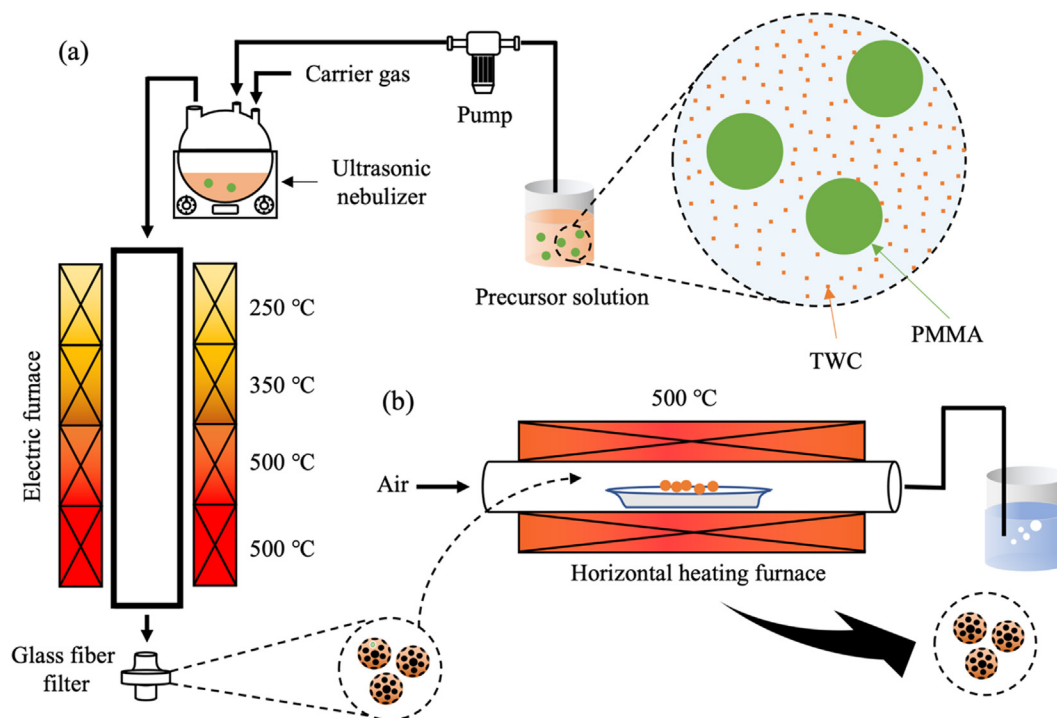 (a)
Carrier gas
Pump
Ultrasonic
nebulizer
Precursor solution
PMMA
TWC
Electric furnace
250 °C
350 °C
500 °C
500 °C
Glass fiber
filter
(b)
500 °C
Air
Horizontal heating furnace